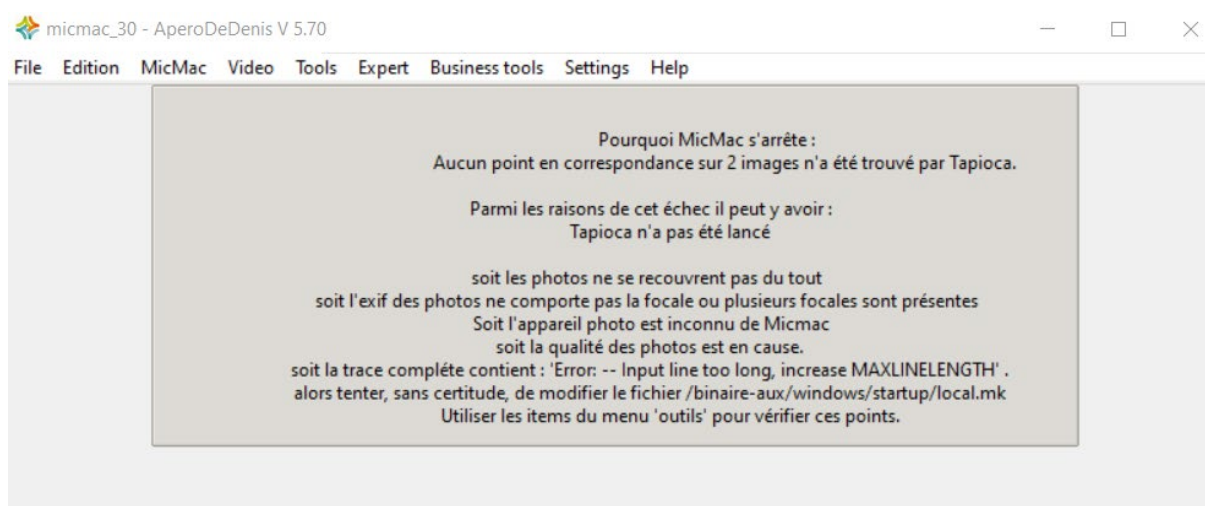 micmac_30 - AperoDeDenis V 5.70
File Edition MicMac Video Tools Expert Business tools Settings Help
Pourquoi MicMac s'arrête :
Aucun point en correspondance sur 2 images n'a été trouvé par Tapioca.
Parmi les raisons de cet échec il peut y avoir :
Tapioca n'a pas été lancé
soit les photos ne se recouvrent pas du tout
soit l'exif des photos ne comporte pas la focale ou plusieurs focales sont présentes
Soit l'appareil photo est inconnu de Micmac
soit la qualité des photos est en cause.
soit la trace compléte contient : 'Error: -- Input line too long, increase MAXLINELENGTH' .
alors tenter, sans certitude, de modifier le fichier /binaire-aux/windows/startup/local.mk
Utiliser les items du menu 'outils' pour vérifier ces points.